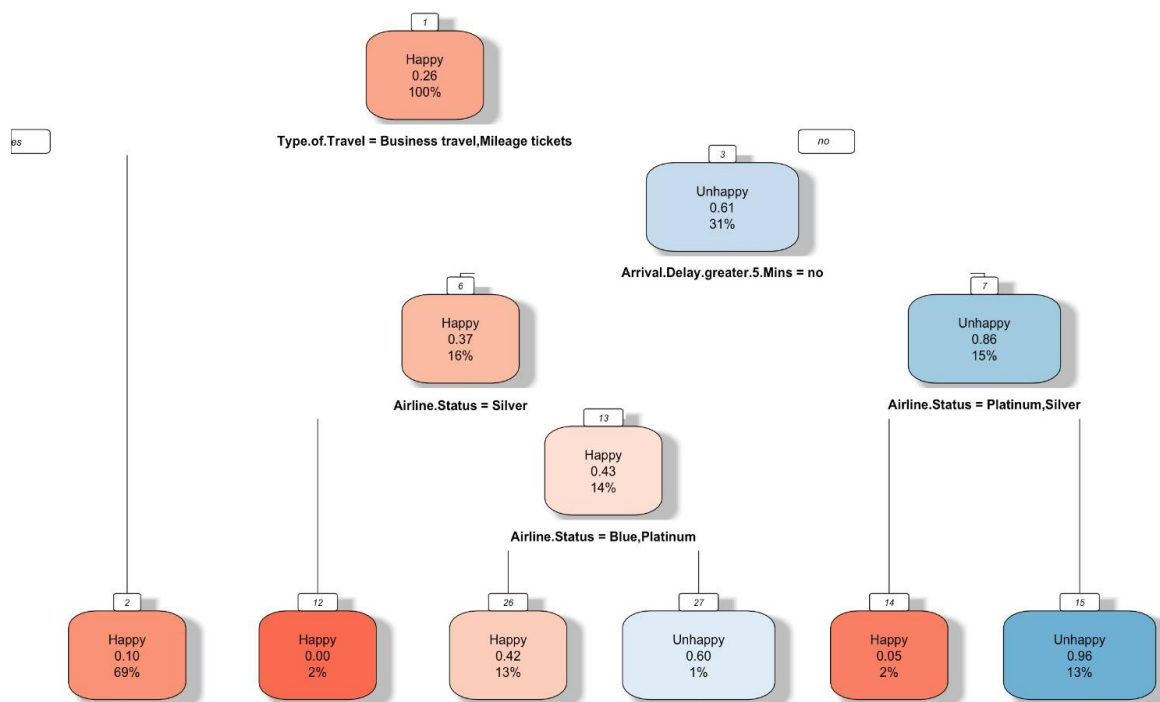 1
Happy
0.26
100%
Type.of.Travel = Business travel,Mileage tickets
es
no
3
Unhappy
0.61
31%
Arrival.Delay.greater.5.Mins = no
6
Happy
0.37
16%
Airline.Status = Silver
7
Unhappy
0.86
15%
Airline.Status = Platinum,Silver
13
Happy
0.43
14%
Airline.Status = Blue,Platinum
2
Happy
0.10
69%
12
Happy
0.00
2%
26
Happy
0.42
13%
27
Unhappy
0.60
1%
14
Happy
0.05
2%
15
Unhappy
0.96
13%